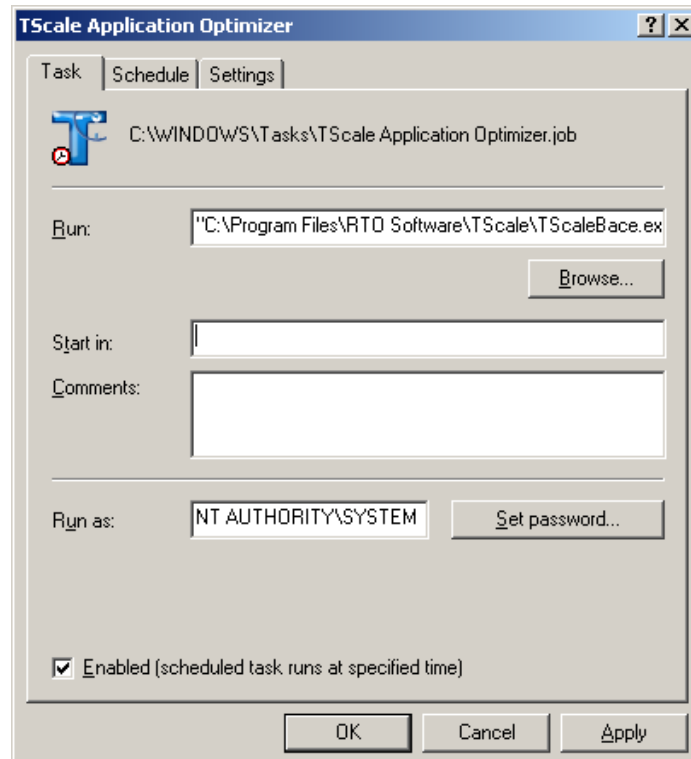 TScale Application Optimizer
Task Schedule Settings
C:\WINDOWS\Tasks\TScale Application Optimizer.job
Run: "C:\Program Files\RTO Software\TScale\TScaleBace.ex
Browse...
Start in:
Comments:
Run as: NT AUTHORITY\SYSTEM Set password...
Enabled (scheduled task runs at specified time)
OK Cancel Apply